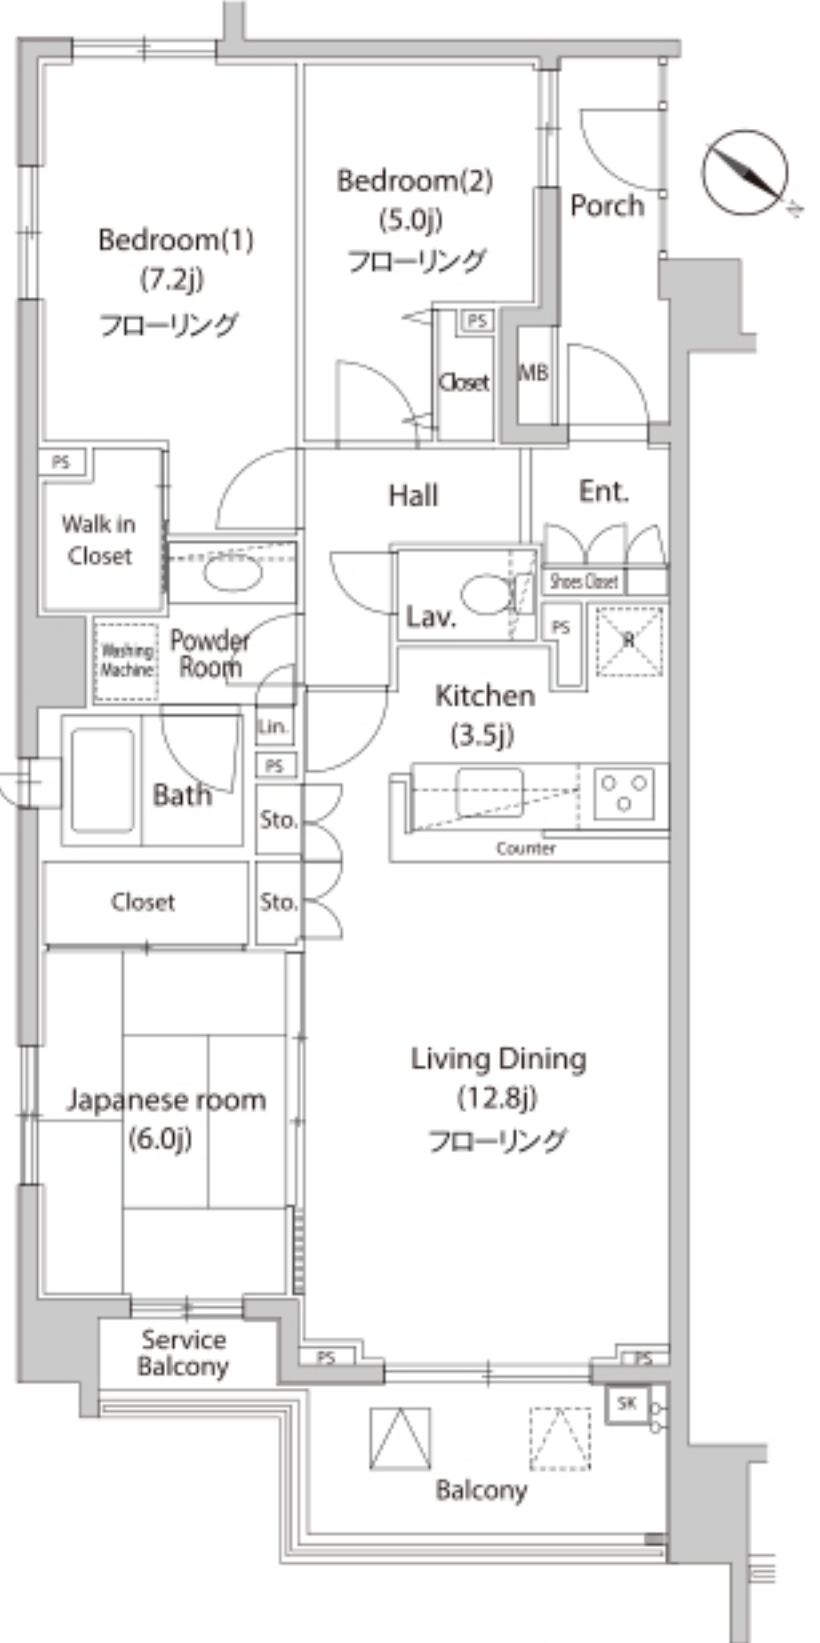 Bedroom(1)
(7.2j)
フローリング
Bedroom(2)
(5.0j)
フローリング
Porch
N
PS
Closet
MB
PS
Walk in
Closet
Hall
Ent.
Shoes Closet
Lav.
PS
R
Washing
Machine
Powder
Room
Kitchen
(3.5j)
Lin.
PS
Bath
Sto.
Counter
Closet
Sto.
Japanese room
(6.0j)
Living Dining
(12.8j)
フローリング
Service
Balcony
PS
PS
SK
Balcony